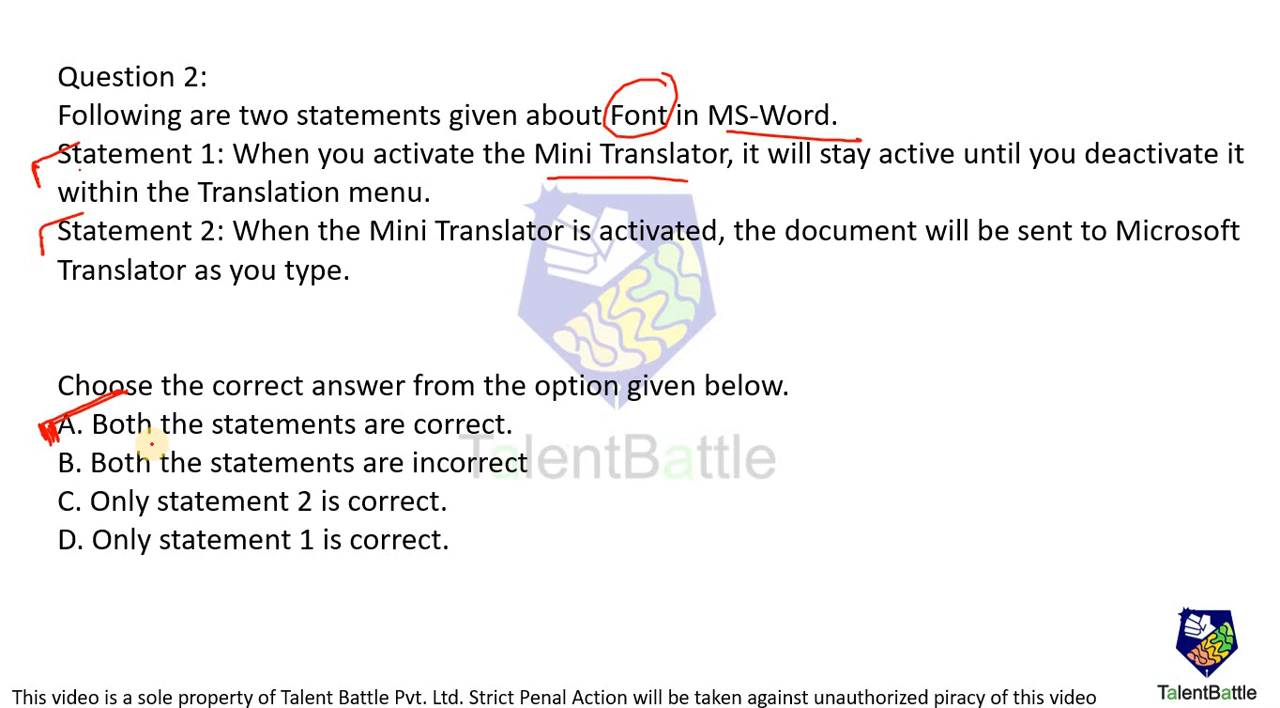 Question 2:
Following are two statements given about Font in MS-Word.
Statement 1: When you activate the Mini Translator, it will stay active until you deactivate it
within the Translation menu.
Statement 2: When the Mini Translator is activated, the document will be sent to Microsoft
Translator as you type.
Choose the correct answer from the option given below.
A. Both the statements are correct.
B. Both the statements are incorrect
TalentBattle
C. Only statement 2 is correct.
D. Only statement 1 is correct.
TalentBattle
This video is a sole property of Talent Battle Pvt. Ltd. Strict Penal Action will be taken against unauthorized piracy of this video